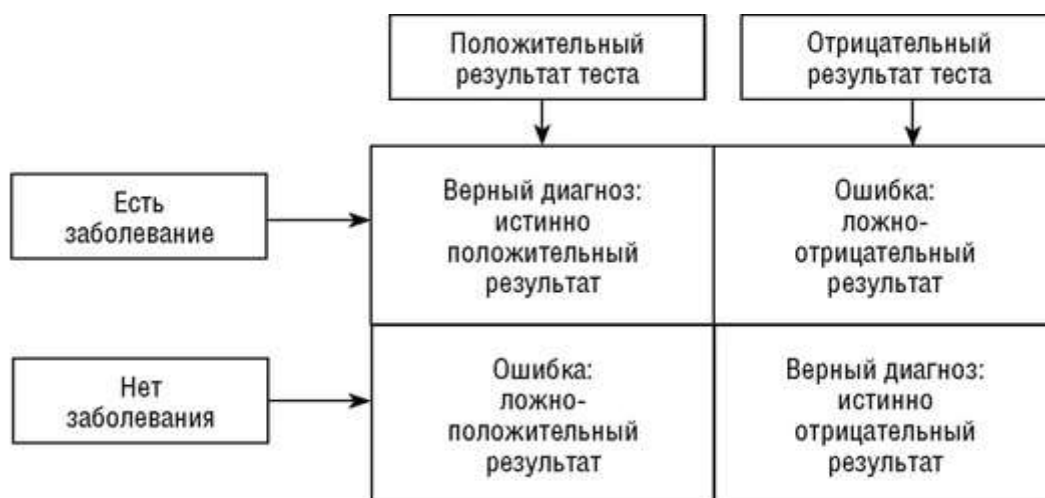 Положительный
результат теста
Отрицательный
результат теста
Есть
заболевание
Верный диагноз:
истинно
положительный
результат
Ошибка:
ложно-
отрицательный
результат
Нет
заболевания
Ошибка:
ложно-
положительный
результат
Верный диагноз:
истинно
отрицательный
результат